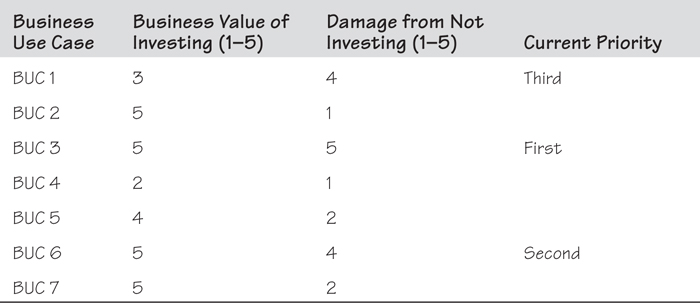 Business Business Value of Damage from Not
Use Case Investing (1–5) Investing (1–5) Current Priority
BUC 1 3 4 Third
BUC 2 5 1
BUC 3 5 5 First
BUC 4 2 1
BUC 5 4 2
BUC 6 5 4 Second
BUC 7 5 2